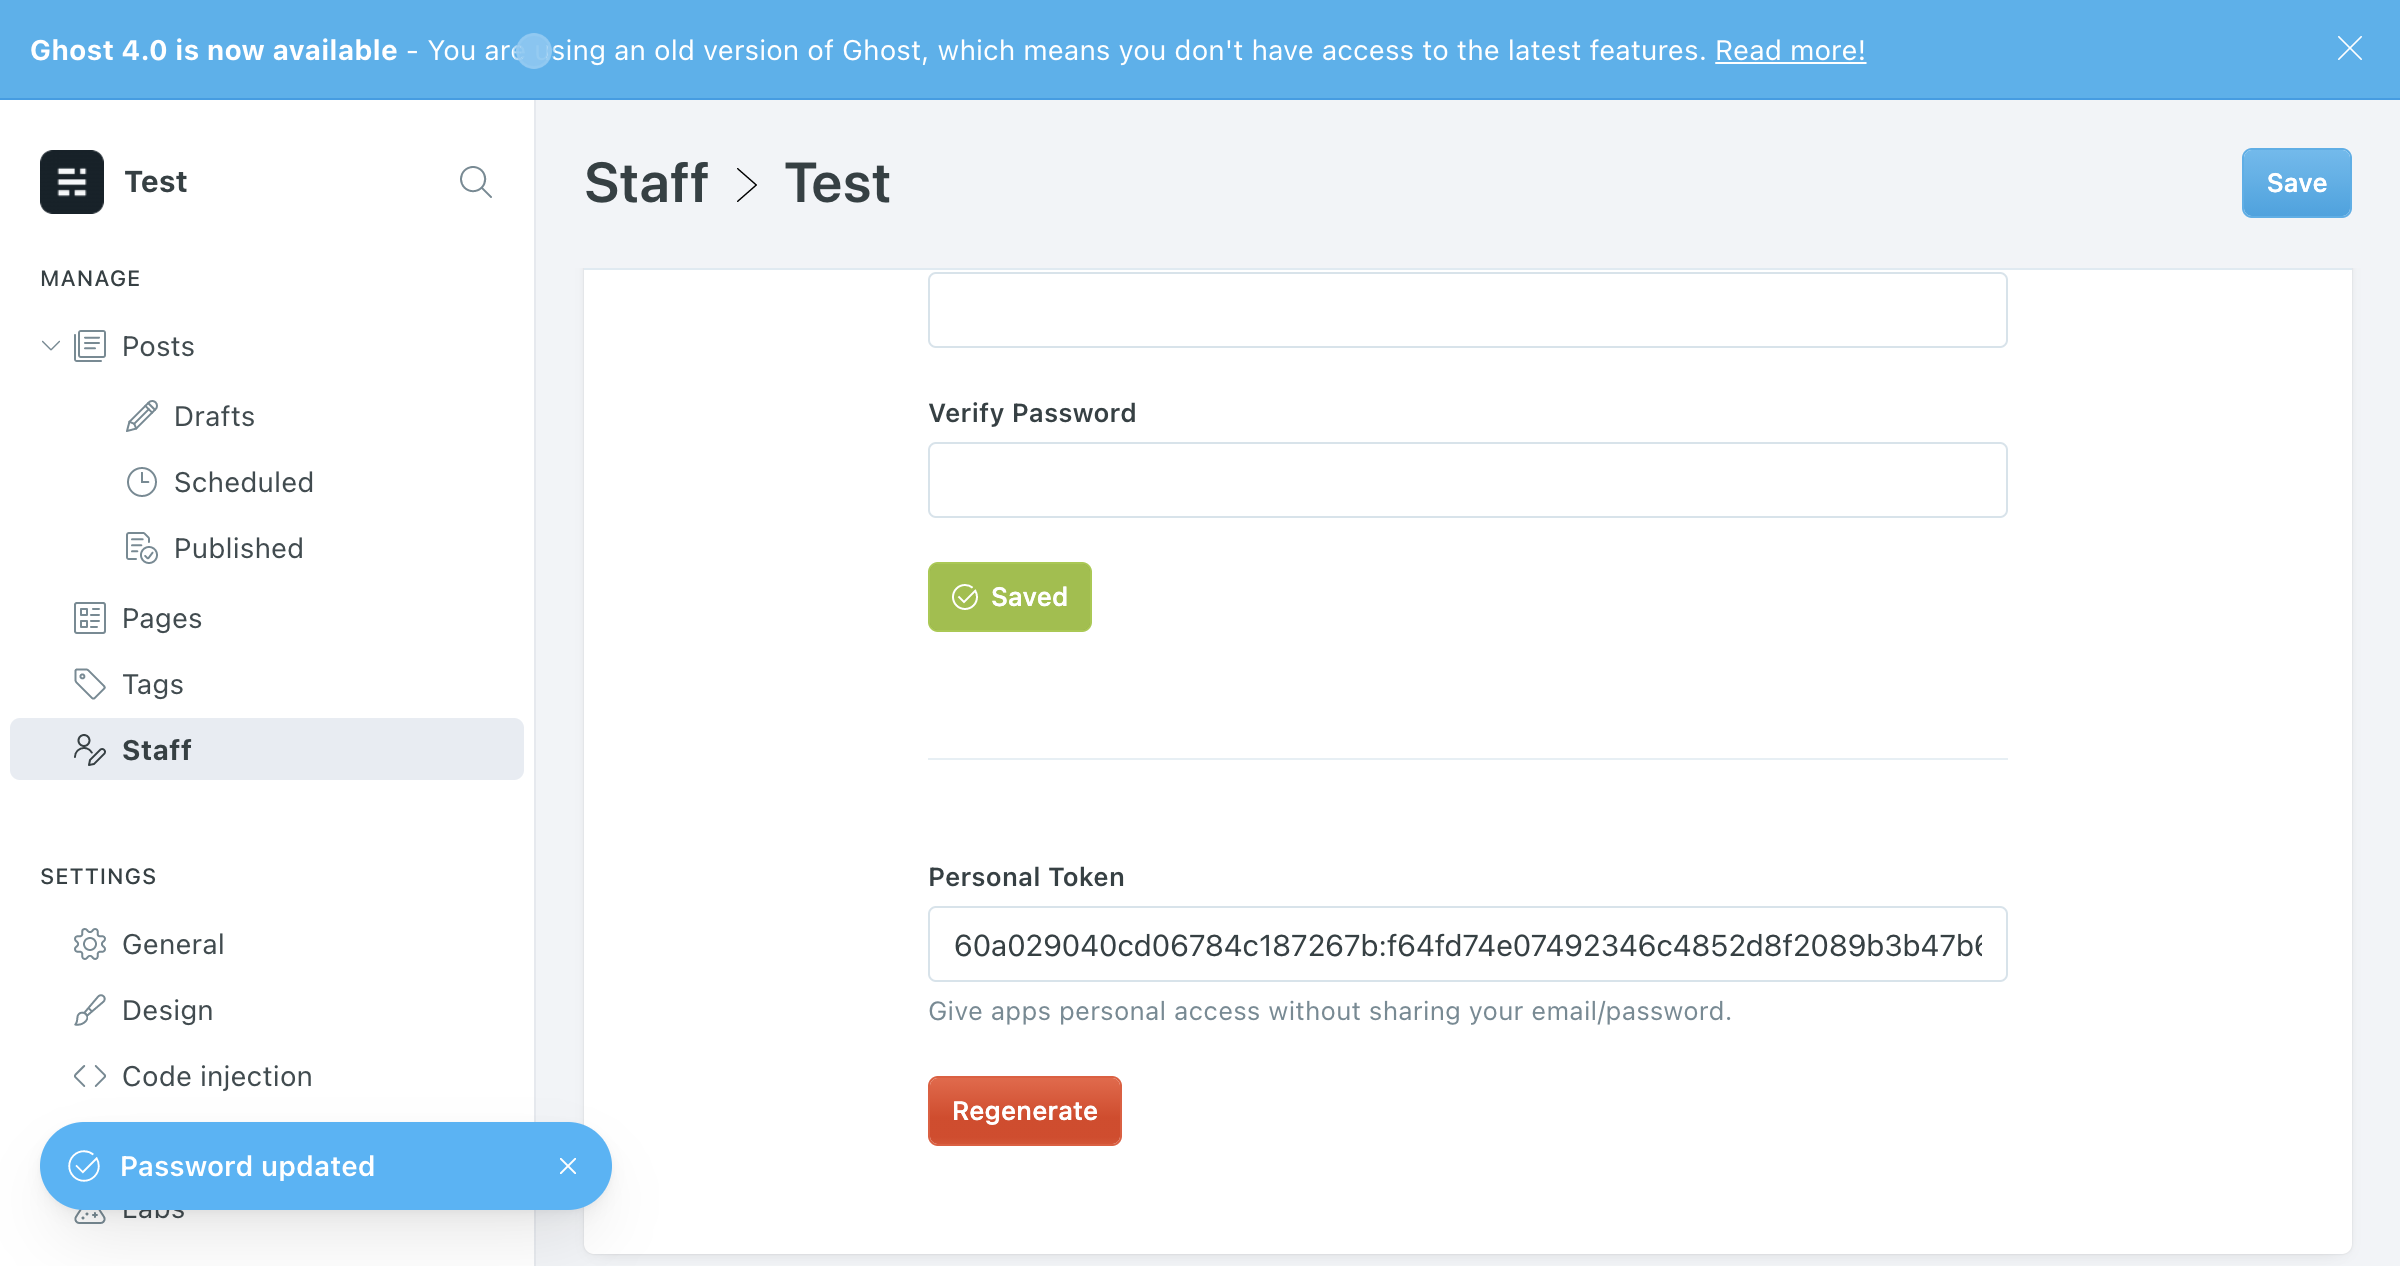 Ghost 4.0 is now available - You are using an old version of Ghost, which means you don't have access to the latest features. Read more!
Test
MANAGE
Posts
Drafts
Scheduled
Published
Pages
Tags
Staff
SETTINGS
General
Design
Code injection
Labs
Password updated
Staff > Test
Save
Verify Password
Saved
Personal Token
60a029040cd06784c187267b:f64fd74e07492346c4852d8f2089b3b47b6
Give apps personal access without sharing your email/password.
Regenerate